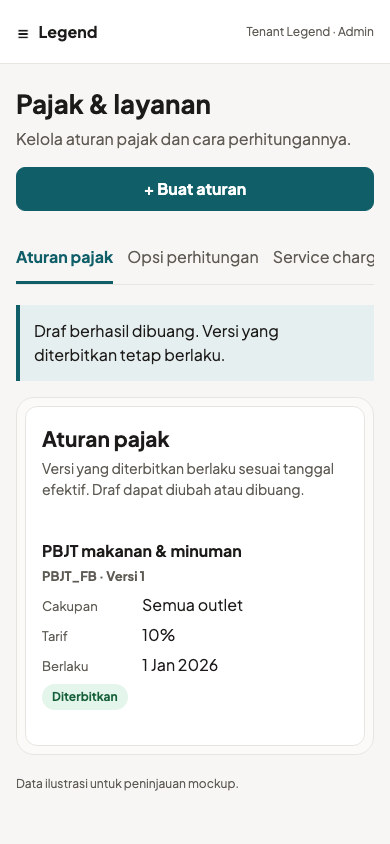 ≡ Legend
Tenant Legend · Admin
Pajak & layanan
Kelola aturan pajak dan cara perhitungannya.
+ Buat aturan
Aturan pajak Opsi perhitungan Service charg
Draf berhasil dibuang. Versi yang
diterbitkan tetap berlaku.
Aturan pajak
Versi yang diterbitkan berlaku sesuai tanggal
efektif. Draf dapat diubah atau dibuang.
PBJT makanan & minuman
PBJT_FB · Versi 1
Cakupan Semua outlet
Tarif 10%
Berlaku 1 Jan 2026
Diterbitkan
Data ilustrasi untuk peninjauan mockup.